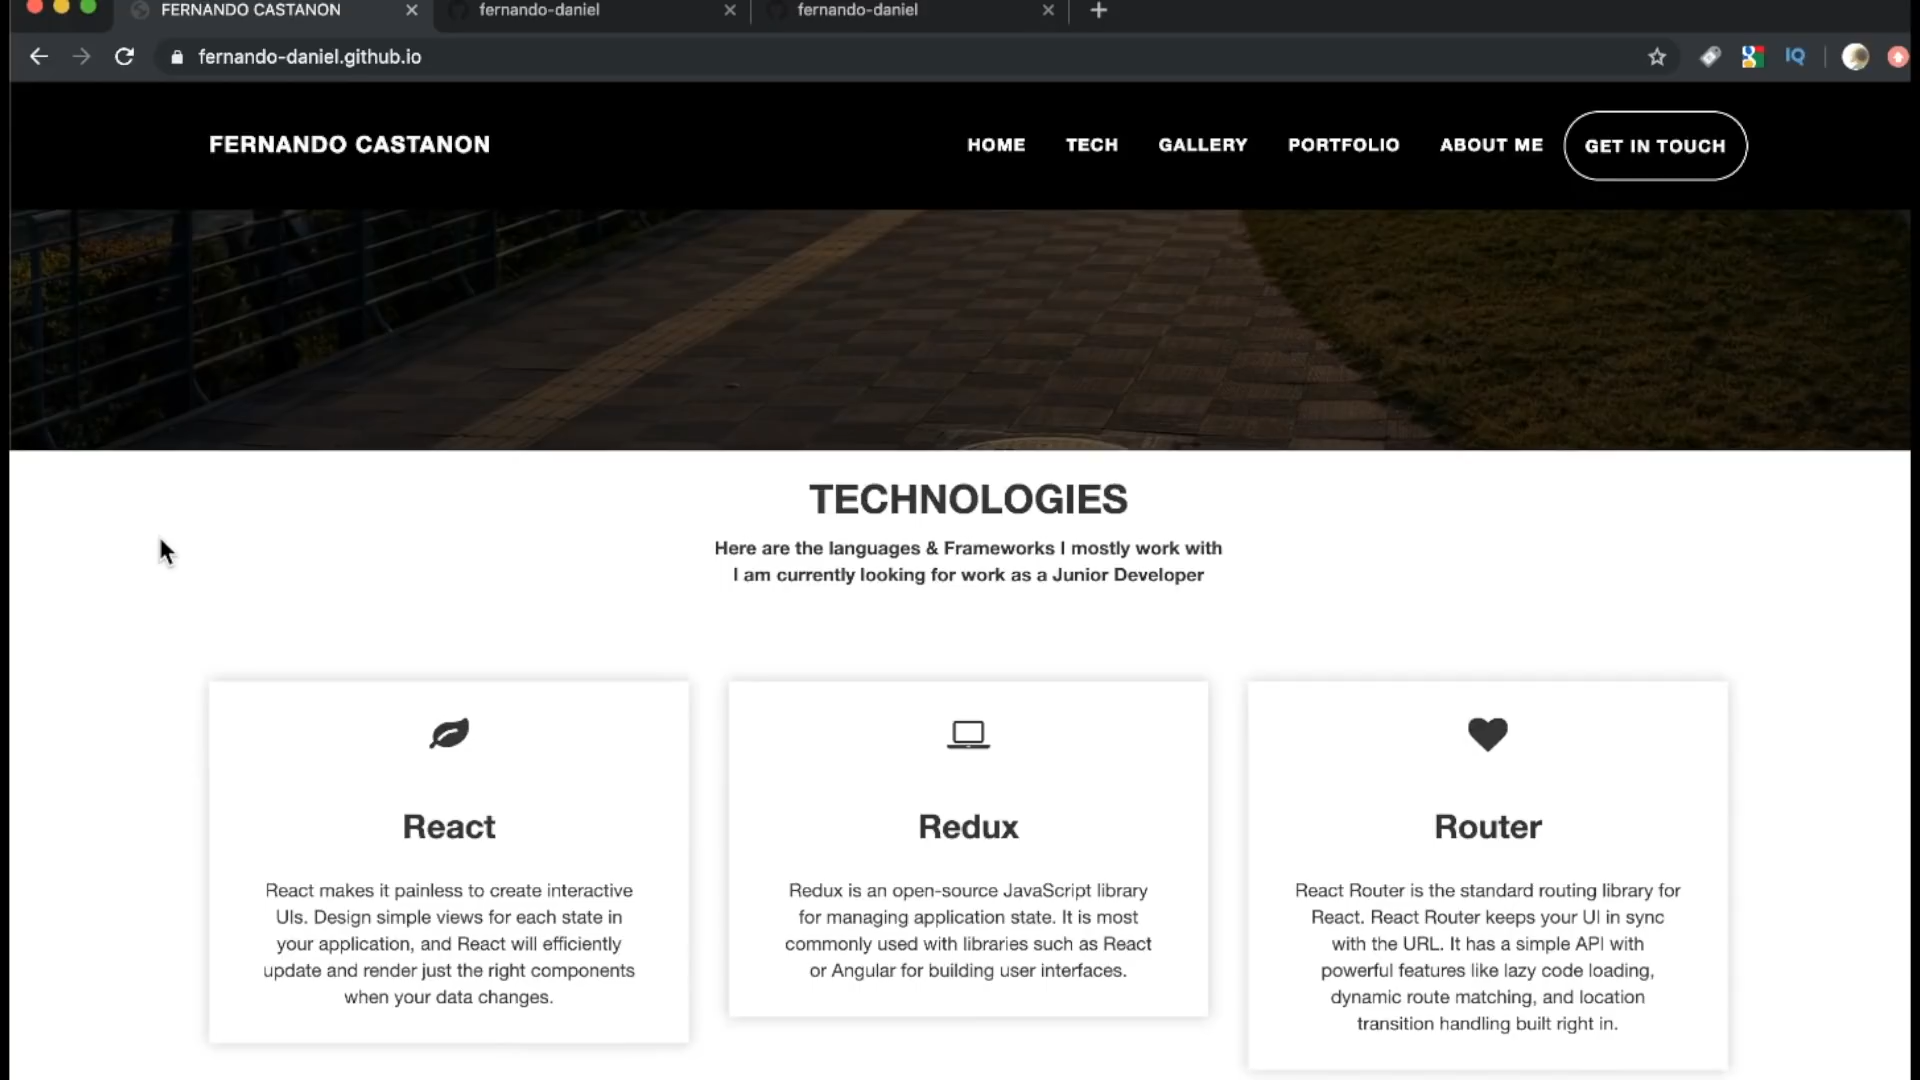 FERNANDO CASTANON
fernando-daniel
fernando-daniel
fernando-daniel.github.io
IQ
FERNANDO CASTANON
HOME
TECH
GALLERY
PORTFOLIO
ABOUT ME
GET IN TOUCH
TECHNOLOGIES
Here are the languages & Frameworks I mostly work with
I am currently looking for work as a Junior Developer
React
React makes it painless to create interactive
UIs. Design simple views for each state in
your application, and React will efficiently
update and render just the right components
when your data changes.
Redux
Redux is an open-source JavaScript library
for managing application state. It is most
commonly used with libraries such as React
or Angular for building user interfaces.
Router
React Router is the standard routing library for
React. React Router keeps your UI in sync
with the URL. It has a simple API with
powerful features like lazy code loading,
dynamic route matching, and location
transition handling built right in.